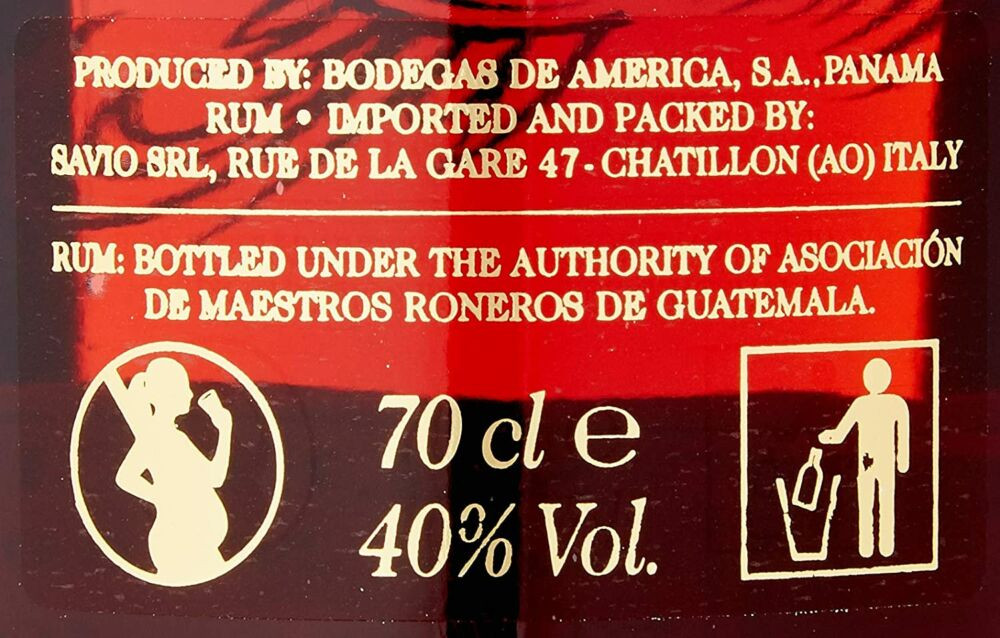 PRODUCED BY: BODEGAS DE AMERICA, S.A., PANAMA
RUM • IMPORTED AND PACKED BY:
SAVIO SRL, RUE DE LA GARE 47 - CHATILLON (AO) ITALY
RUM: BOTTLED UNDER THE AUTHORITY OF ASOCIACIÓN
DE MAESTROS RONEROS DE GUATEMALA.
70 cl e
40% Vol.